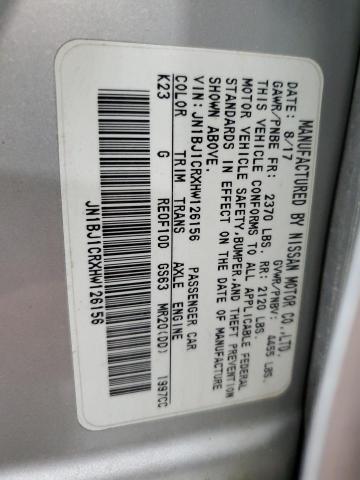 MANUFACTURED BY NISSAN MOTOR CO.,LTD.
DATE: 8/17 GVWR/PNBV: 4455 LBS.
GAWR/PNBE FR: 2370 LBS. RR: 2120 LBS.
THIS VEHICLE CONFORMS TO ALL APPLICABLE FEDERAL
MOTOR VEHICLE SAFETY,BUMPER,AND THEFT PREVENTION
STANDARDS IN EFFECT ON THE DATE OF MANUFACTURE
SHOWN ABOVE.
VIN: JN1BJ1CRXHW126156 PASSENGER CAR
COLOR TRIM TRANS AXLE ENGINE
K23 G RE0F10D GS63 MR20(DD) 1997CC
JN1BJ1CRXHW126156